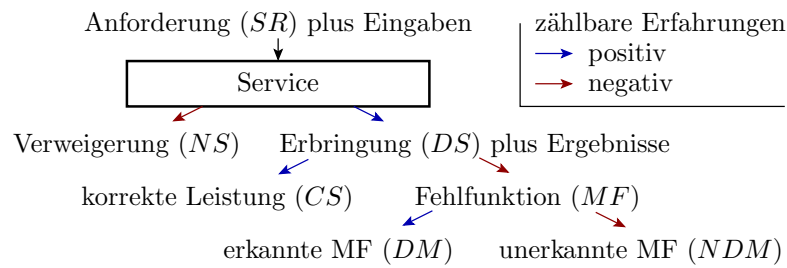 Anforderung (SR) plus Eingaben
zählbare Erfahrungen
positiv
negativ
Service
Verweigerung (NS)
Erbringung (DS) plus Ergebnisse
korrekte Leistung (CS)
Fehlfunktion (MF)
erkannte MF (DM)
unerkannte MF (NDM)